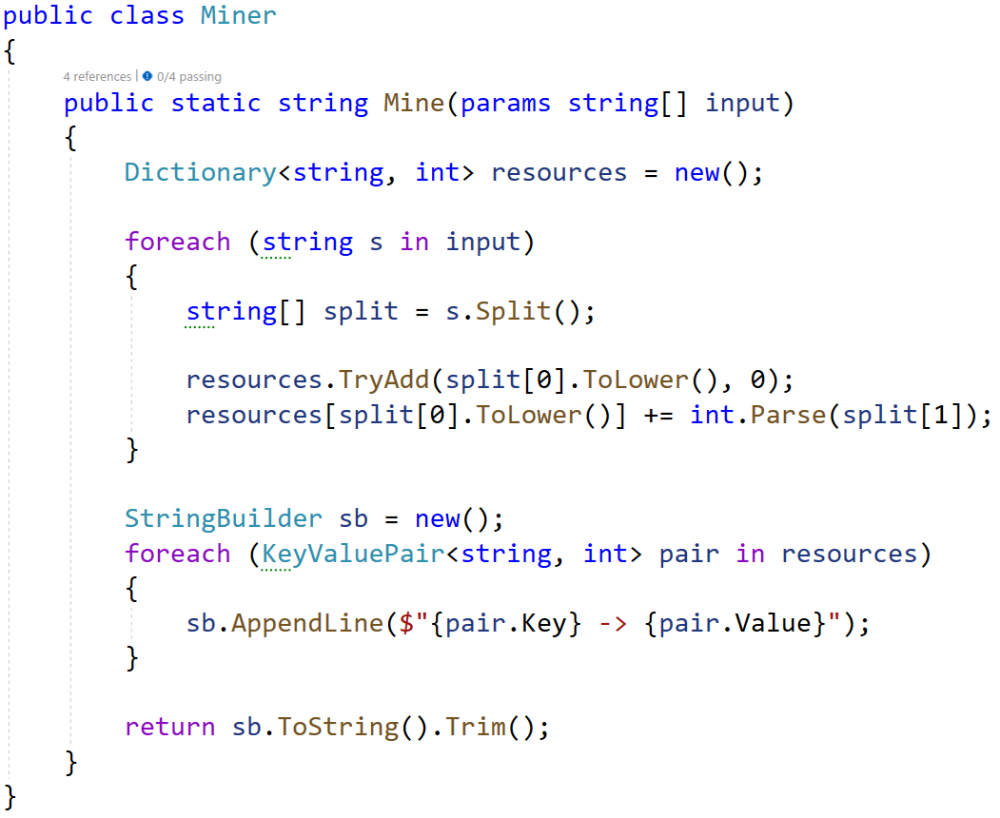 public class Miner
{
4 references | 0/4 passing
public static string Mine(params string[] input)
{
Dictionary<string, int> resources = new();
foreach (string s in input)
{
string[] split = s.Split();
resources.TryAdd(split[0].ToLower(), 0);
resources[split[0].ToLower()] += int.Parse(split[1]);
}
StringBuilder sb = new();
foreach (KeyValuePair<string, int> pair in resources)
{
sb.AppendLine($"{pair.Key} -> {pair.Value}");
}
return sb.ToString().Trim();
}
}